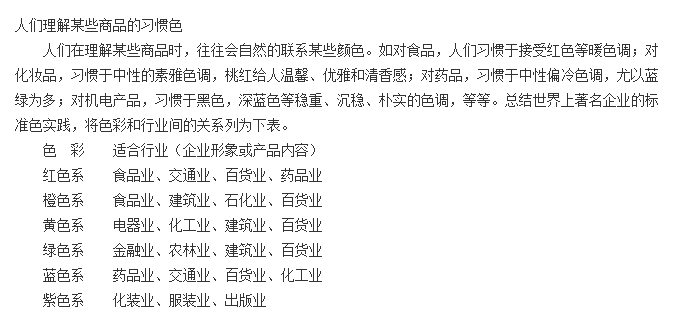 人们理解某些商品的习惯色
人们在理解某些商品时，往往会自然的联系某些颜色。如对食品，人们习惯于接受红色等暖色调；对
化妆品，习惯于中性的素雅色调，桃红给人温馨、优雅和清香感；对药品，习惯于中性偏冷色调，尤以蓝
绿为多；对机电产品，习惯于黑色，深蓝色等稳重、沉稳、朴实的色调，等等。总结世界上著名企业的标
准色实践，将色彩和行业间的关系列为下表。
色　彩　　适合行业（企业形象或产品内容）
红色系　　食品业、交通业、百货业、药品业
橙色系　　食品业、建筑业、石化业、百货业
黄色系　　电器业、化工业、建筑业、百货业
绿色系　　金融业、农林业、建筑业、百货业
蓝色系　　药品业、交通业、百货业、化工业
紫色系　　化装业、服装业、出版业